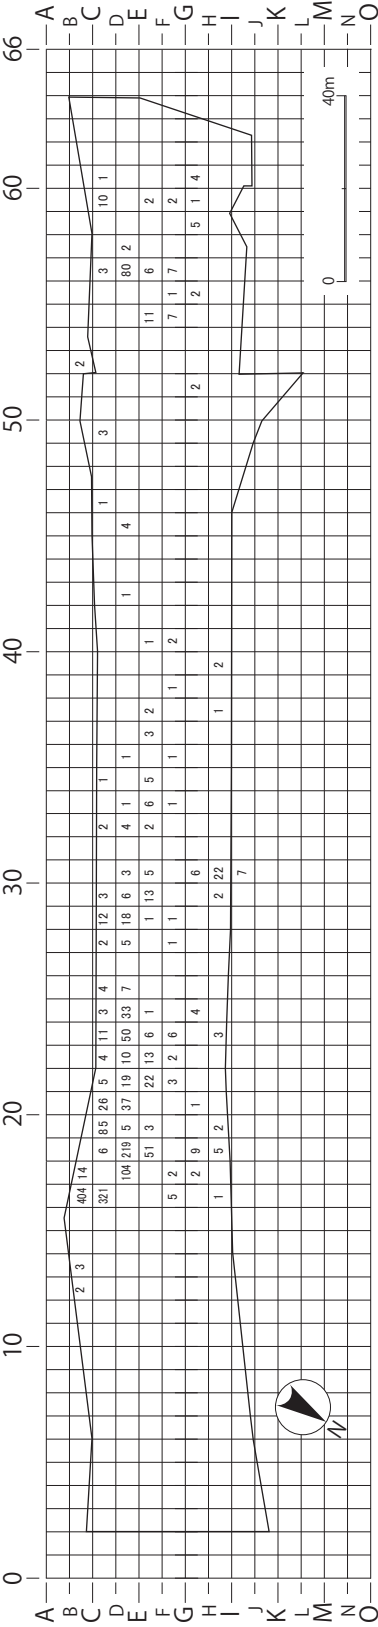 0 10 20 30 40 50 60 66
A A
B B
2 3 404 14 2
C C
321 6 85 26 5 4 11 3 4 2 12 3 2 1 1 3 3 10 1
D D
104 219 5 37 19 10 50 33 7 5 18 6 3 4 1 1 1 4 80 2
E E
51 3 22 13 6 1 1 13 5 2 6 5 3 2 1 11 6 2
F F
5 2 3 2 6 1 1 1 1 1 2 7 1 7 2
G G
2 9 1 4 6 2 2 5 1 4
H H
1 5 2 3 2 22 1 2
I I
7
J J
K K
L L
M M
N N
O O
N
0 40m